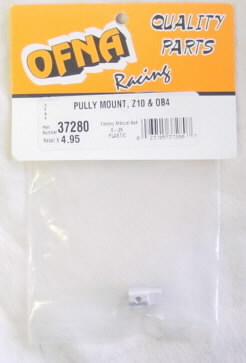 QUALITY
PARTS
OFNA
Racing
PULLY MOUNT, Z10 & OB4
Part
Number 37280
Retail $ 4.95
PLASTIC